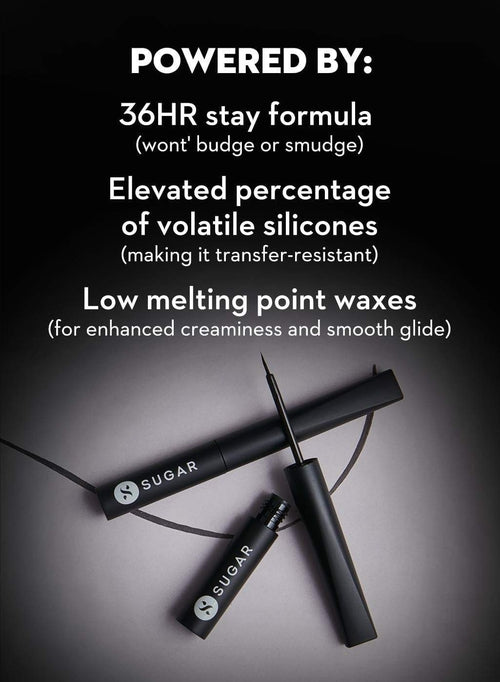 POWERED BY:
36HR stay formula
(wont' budge or smudge)
Elevated percentage
of volatile silicones
(making it transfer-resistant)
Low melting point waxes
(for enhanced creaminess and smooth glide)
SUGAR
SUGAR